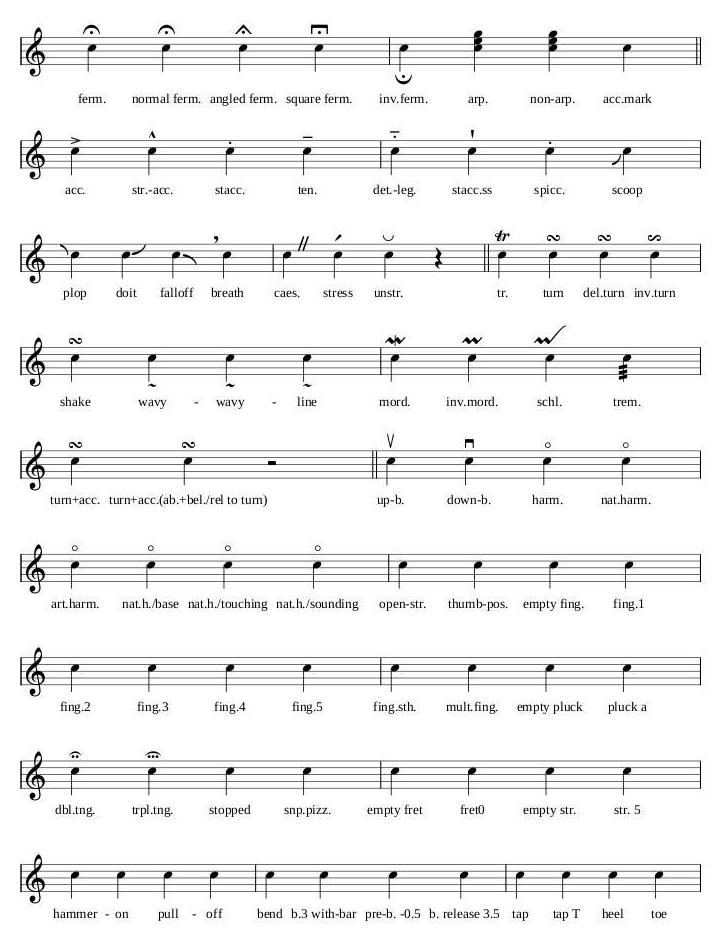 ferm. normal ferm. angled ferm. square ferm. inv.ferm. arp. non-arp. acc.mark
acc. str.-acc. stacc. ten. det.-leg. stacc.ss spicc. scoop
tr
plop doit falloff breath caes. stress unstr. tr. turn del.turn inv.turn
shake wavy - wavy - line mord. inv.mord. schl. trem.
turn+acc. turn+acc.(ab.+bel./rel to turn) up-b. down-b. harm. nat.harm.
art.harm. nat.h./base nat.h./touching nat.h./sounding open-str. thumb-pos. empty fing. fing.1
fing.2 fing.3 fing.4 fing.5 fing.sth. mult.fing. empty pluck pluck a
dbl.tng. trpl.tng. stopped snp.pizz. empty fret fret0 empty str. str. 5
hammer - on pull - off bend b.3 with-bar pre-b. -0.5 b. release 3.5 tap tap T heel toe